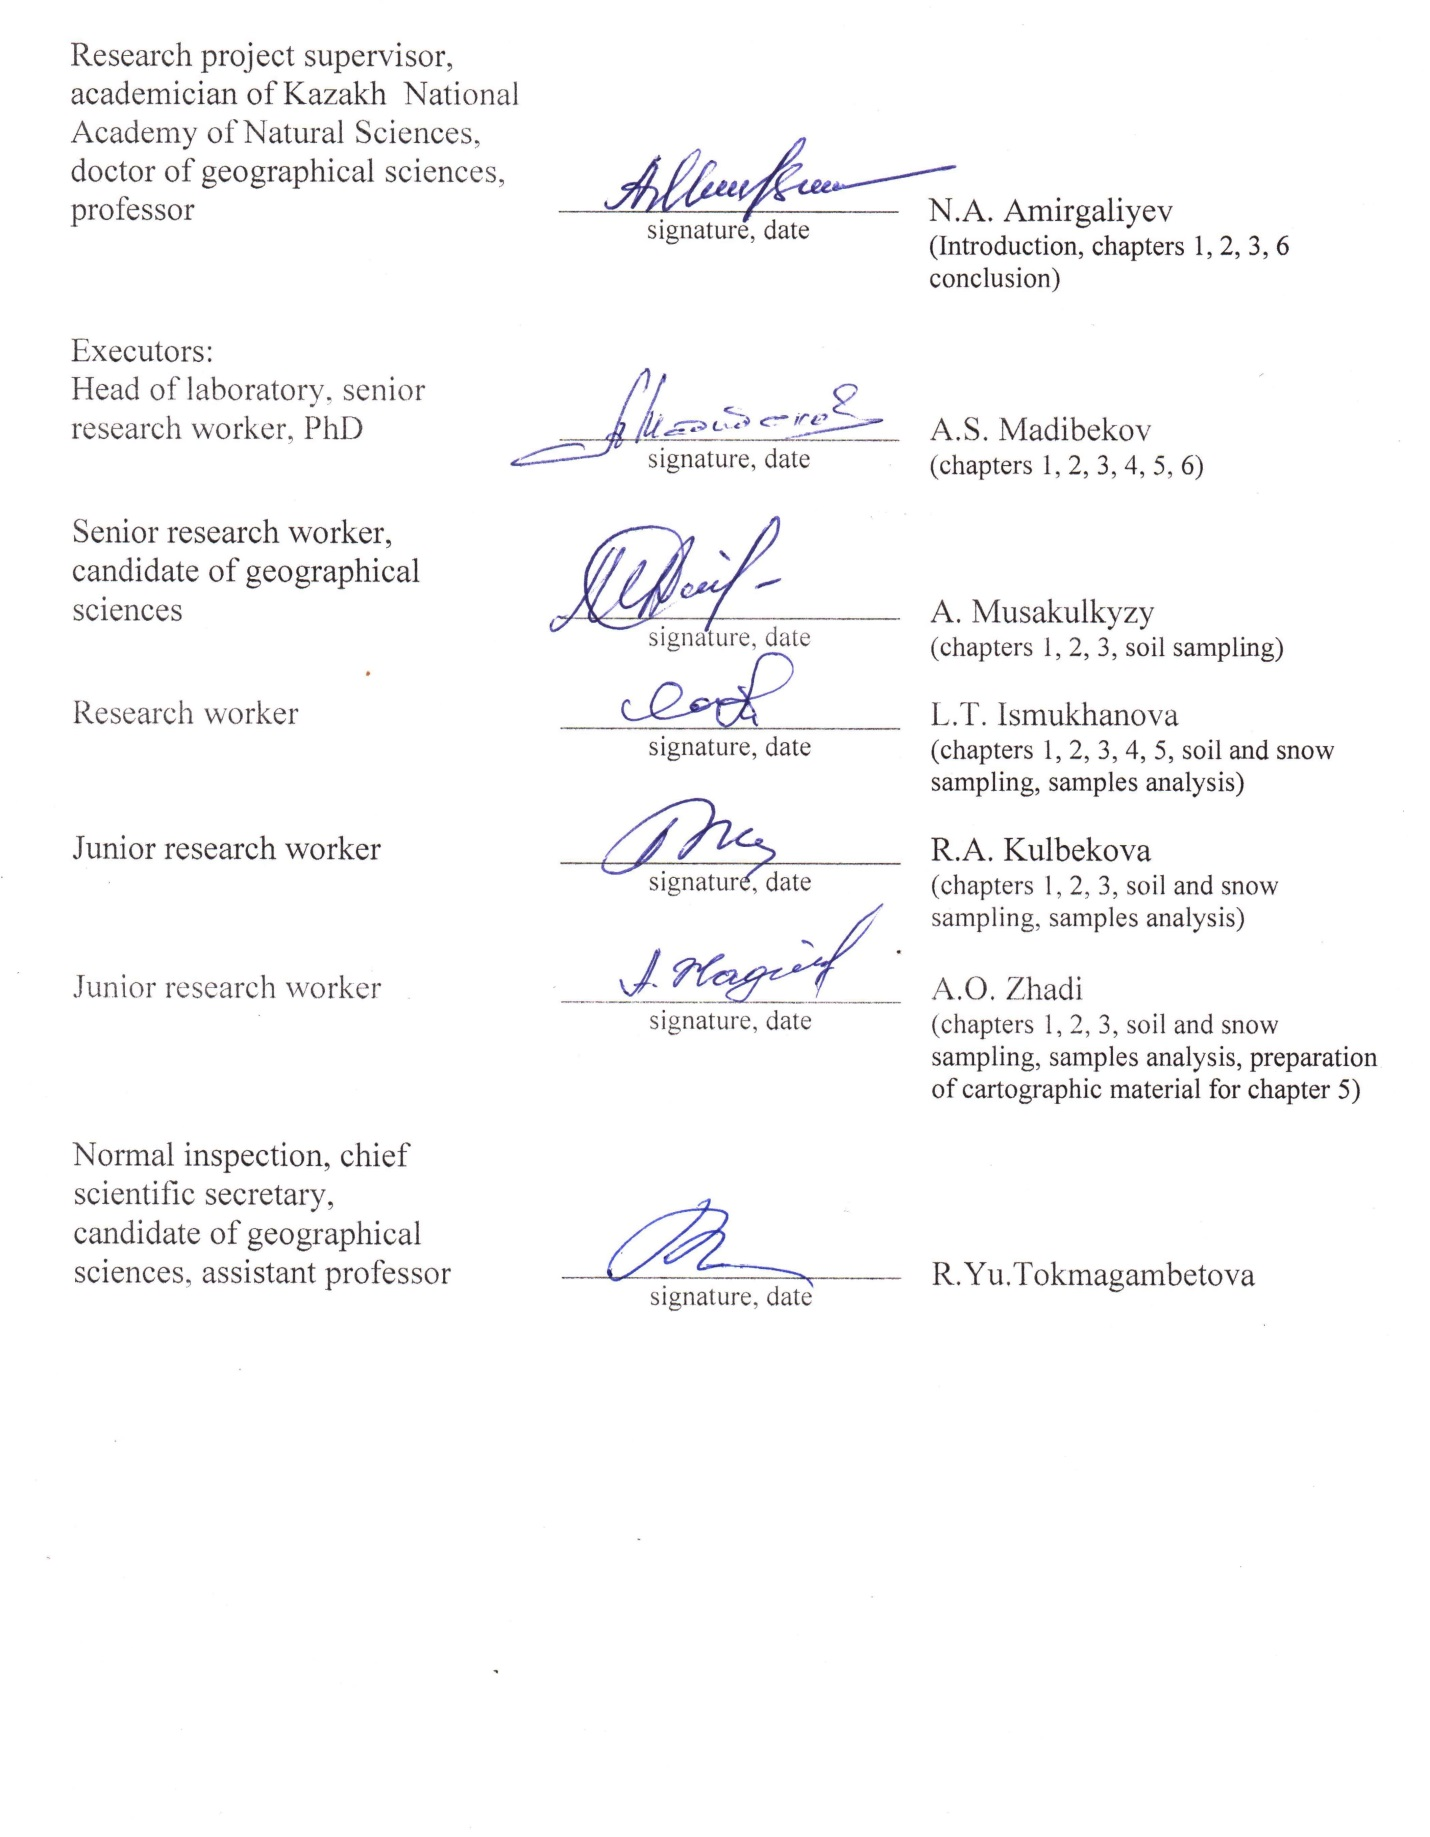 Research project supervisor,
academician of Kazakh National
Academy of Natural Sciences,
doctor of geographical sciences,
professor
signature, date
N.A. Amirgaliyev
(Introduction, chapters 1, 2, 3, 6
conclusion)
Executors:
Head of laboratory, senior
research worker, PhD
signature, date
A.S. Madibekov
(chapters 1, 2, 3, 4, 5, 6)
Senior research worker,
candidate of geographical
sciences
signature, date
A. Musakulkyzy
(chapters 1, 2, 3, soil sampling)
Research worker
signature, date
L.T. Ismukhanova
(chapters 1, 2, 3, 4, 5, soil and snow
sampling, samples analysis)
Junior research worker
signature, date
R.A. Kulbekova
(chapters 1, 2, 3, soil and snow
sampling, samples analysis)
Junior research worker
signature, date
A.O. Zhadi
(chapters 1, 2, 3, soil and snow
sampling, samples analysis, preparation
of cartographic material for chapter 5)
Normal inspection, chief
scientific secretary,
candidate of geographical
sciences, assistant professor
signature, date
R.Yu.Tokmagambetova